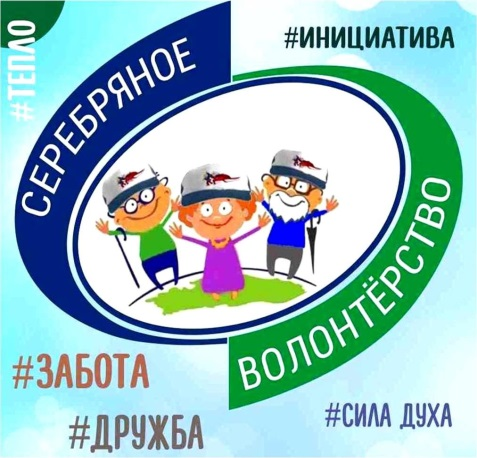 #ТЕПЛО
#ИНИЦИАТИВА
СЕРЕБРЯНОЕ
ВОЛОНТЁРСТВО
#ЗАБОТА
#СИЛА ДУХА
#ДРУЖБА